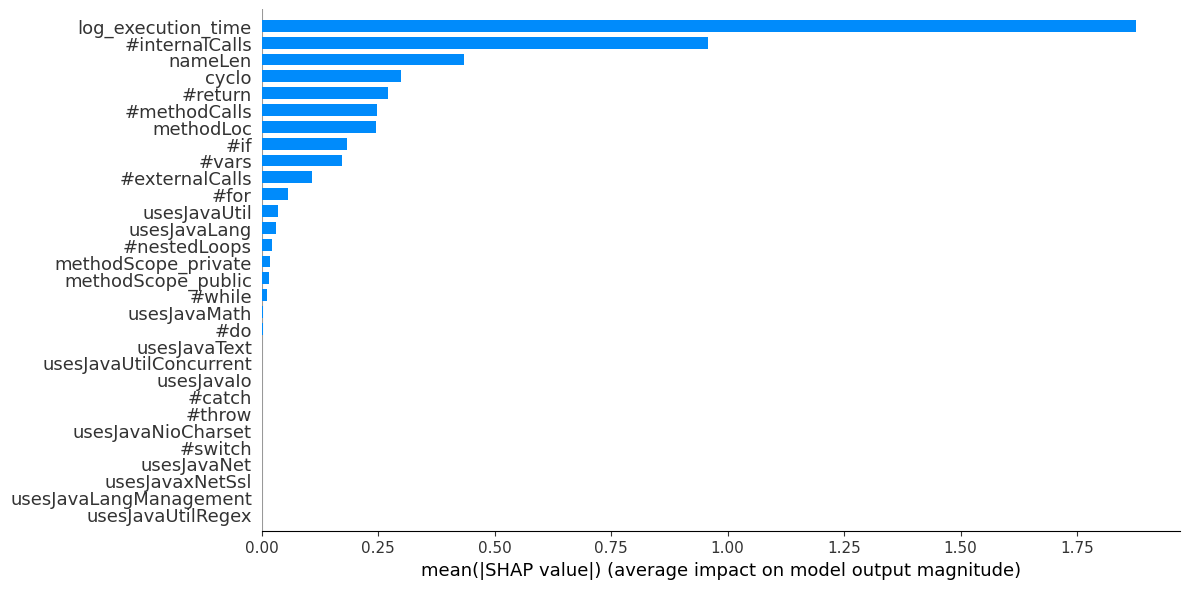 log_execution_time
#internalCalls
nameLen
cyclo
#return
#methodCalls
methodLoc
#if
#vars
#externalCalls
#for
usesJavaUtil
usesJavaLang
#nestedLoops
methodScope_private
methodScope_public
#while
usesJavaMath
#do
usesJavaText
usesJavaUtilConcurrent
usesJavaIo
#catch
#throw
usesJavaNioCharset
#switch
usesJavaNet
usesJavaxNetSsl
usesJavaLangManagement
usesJavaUtilRegex
0.00 0.25 0.50 0.75 1.00 1.25 1.50 1.75
mean(|SHAP value|) (average impact on model output magnitude)